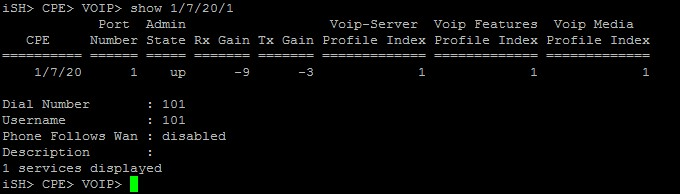 iSH> CPE> VOIP> show 1/7/20/1
Port Admin Voip-Server Voip Features Voip Media
CPE Number State Rx Gain Tx Gain Profile Index Profile Index Profile Index
========== ====== ===== ======= ======= ============= ============= =============
1/7/20 1 up -9 -3 1 1 1
Dial Number : 101
Username : 101
Phone Follows Wan : disabled
Description :
1 services displayed
iSH> CPE> VOIP>